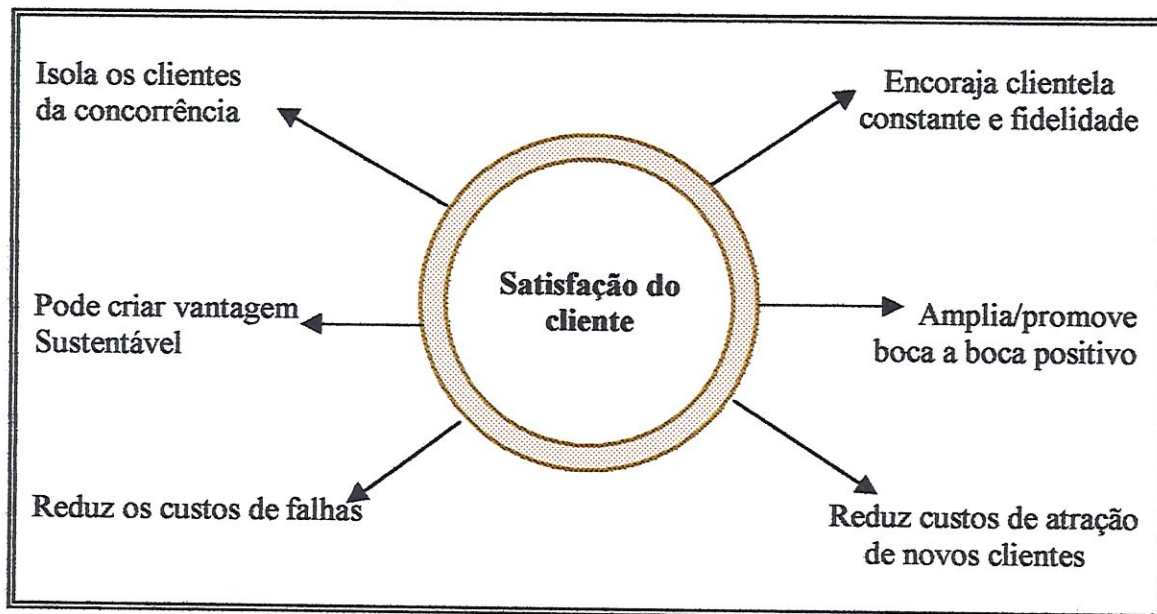 Isola os clientes
da concorrência
Encoraja clientela
constante e fidelidade
Satisfação do
cliente
Pode criar vantagem
Sustentável
Amplia/promove
boca a boca positivo
Reduz os custos de falhas
Reduz custos de atração
de novos clientes